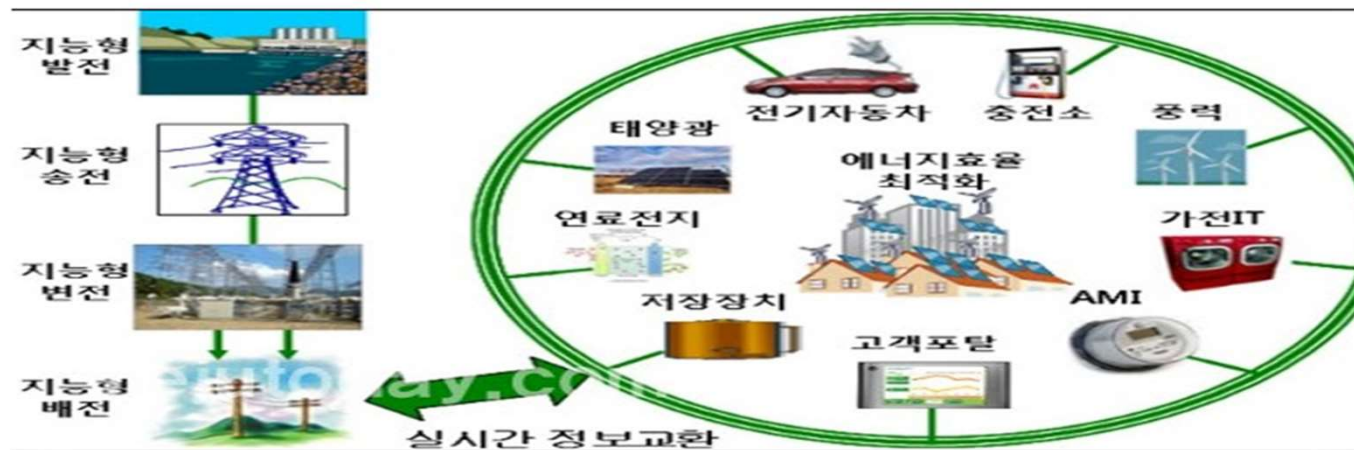 지능형
발전
지능형
송전
지능형
변전
지능형
배전
실시간 정보교환
전기자동차
충전소
태양광
풍력
에너지효율
최적화
연료전지
가전IT
저장장치
AMI
고객포탈